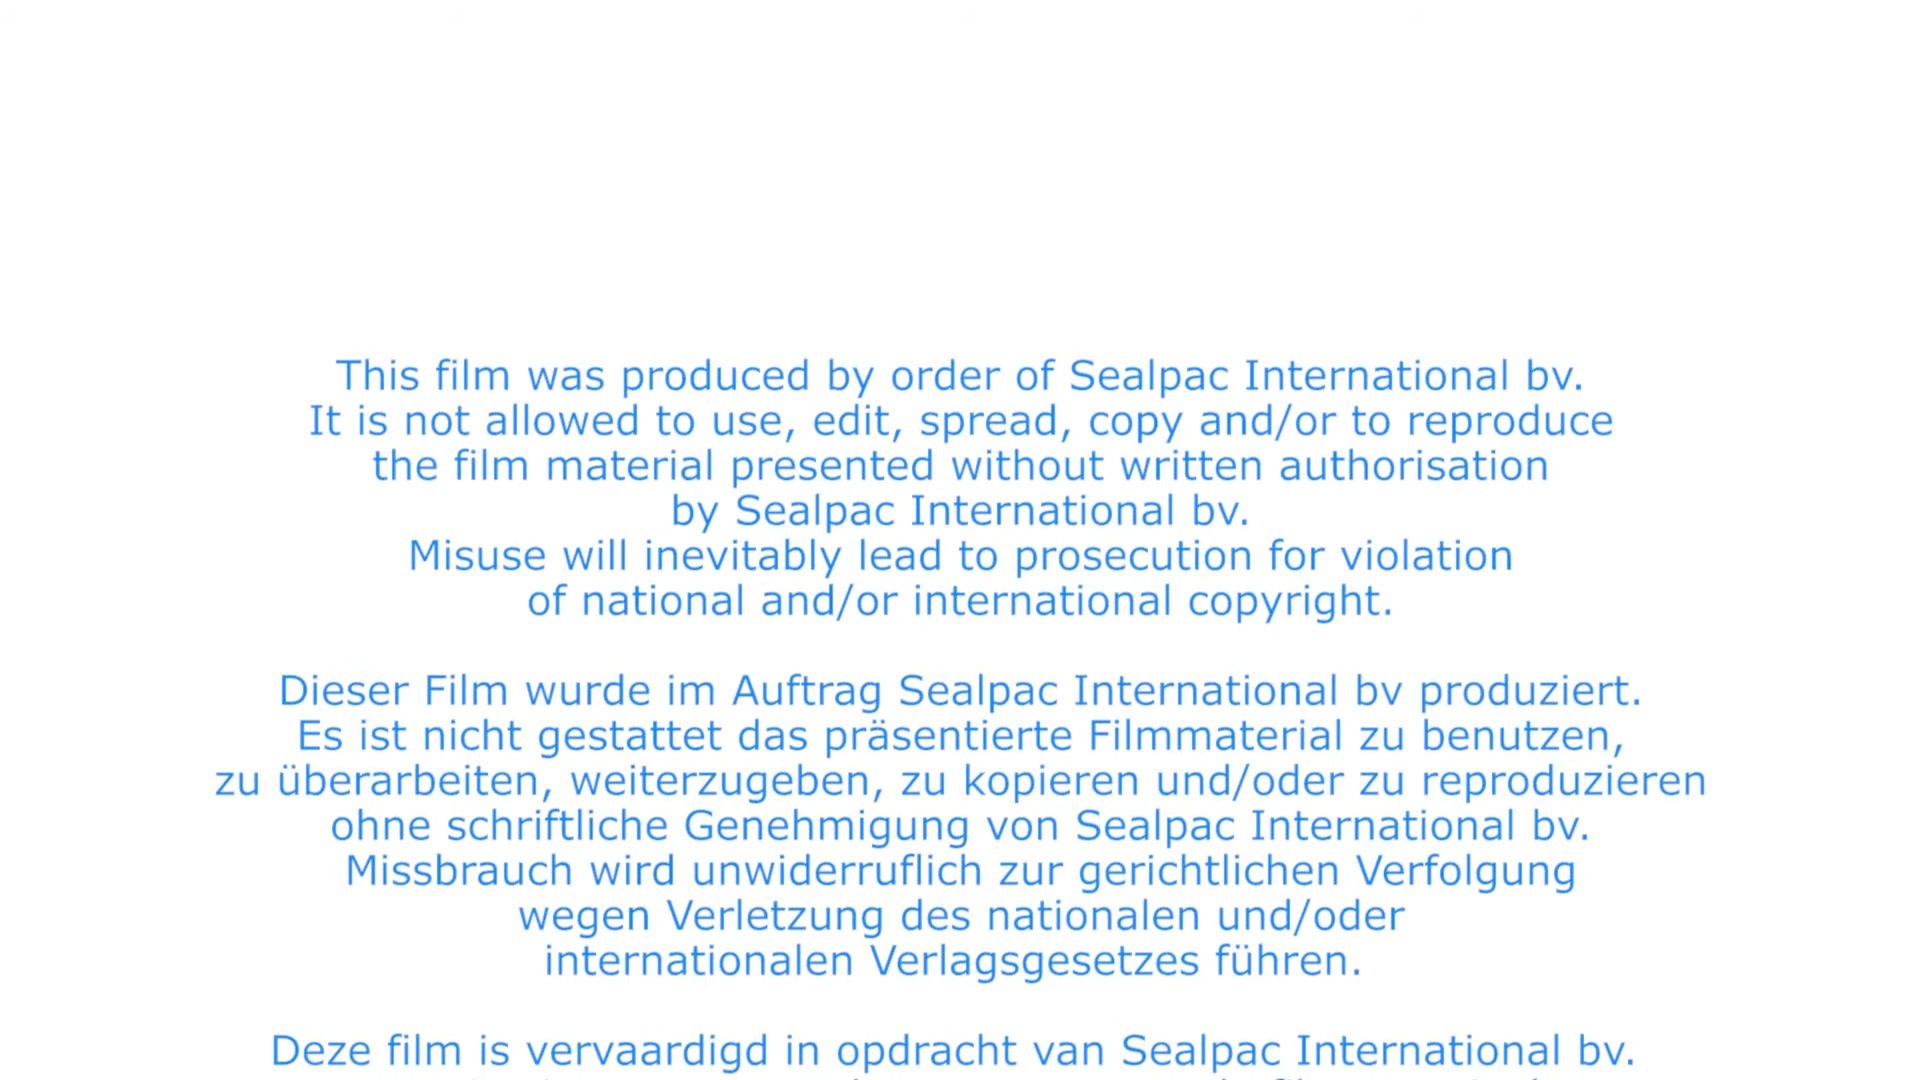 This film was produced by order of Sealpac International bv.
It is not allowed to use, edit, spread, copy and/or to reproduce
the film material presented without written authorisation
by Sealpac International bv.
Misuse will inevitably lead to prosecution for violation
of national and/or international copyright.
Dieser Film wurde im Auftrag Sealpac International bv produziert.
Es ist nicht gestattet das präsentierte Filmmaterial zu benutzen,
zu überarbeiten, weiterzugeben, zu kopieren und/oder zu reproduzieren
ohne schriftliche Genehmigung von Sealpac International bv.
Missbrauch wird unwiderruflich zur gerichtlichen Verfolgung
wegen Verletzung des nationalen und/oder
internationalen Verlagsgesetzes führen.
Deze film is vervaardigd in opdracht van Sealpac International bv.